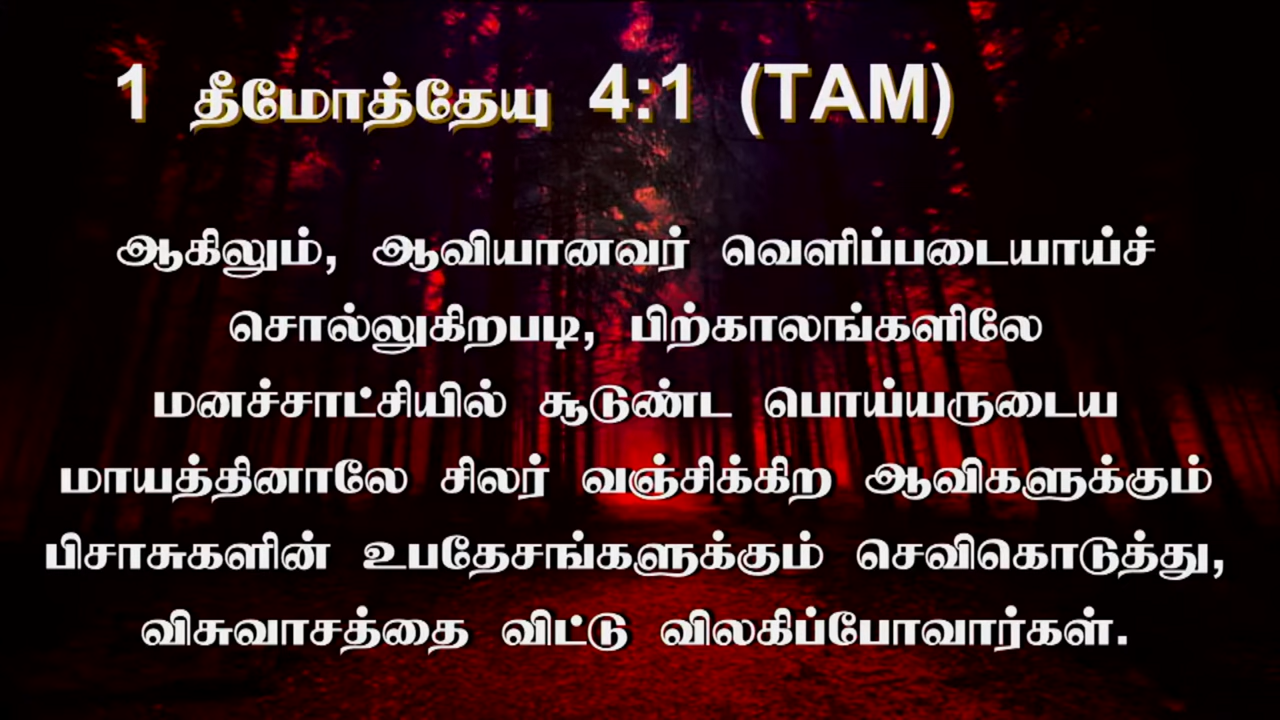 1 தீமோத்தேயு 4:1 (TAM)
ஆகிலும், ஆவியானவர் வெளிப்படையாய்ச்
சொல்லுகிறபடி, பிற்காலங்களிலே
மனச்சாட்சியில் சூடுண்ட பொய்யருடைய
மாயத்தினாலே சிலர் வஞ்சிக்கிற ஆவிகளுக்கும்
பிசாசுகளின் உபதேசங்களுக்கும் செவிகொடுத்து,
விசுவாசத்தை விட்டு விலகிப்போவார்கள்.